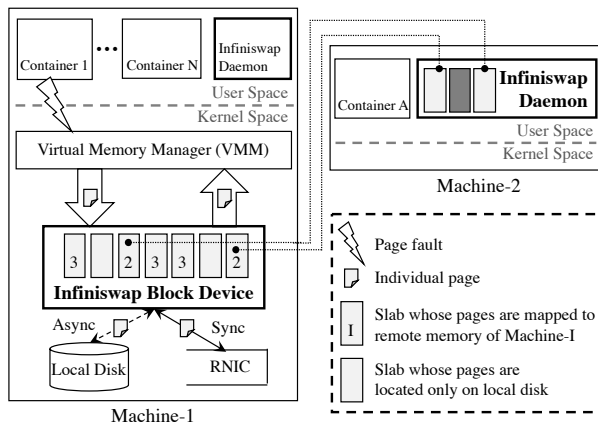 Container 1
•••
Container N
Infiniswap
Daemon
User Space
Kernel Space
Virtual Memory Manager (VMM)
3
2
3
3
2
Infiniswap Block Device
Async
Sync
Local Disk
RNIC
Machine-1
Container A
Infiniswap
Daemon
User Space
Kernel Space
Machine-2
Page fault
Individual page
I
Slab whose pages are mapped to
remote memory of Machine-I
Slab whose pages are
located only on local disk